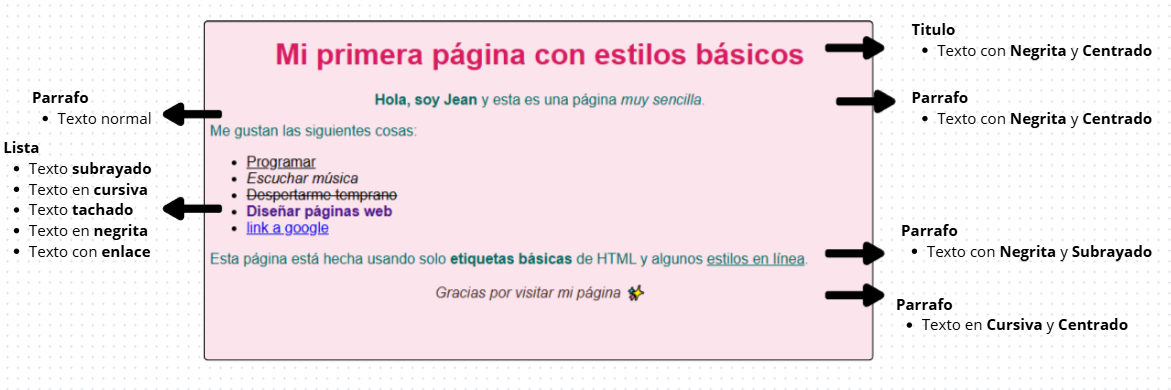 Mi primera página con estilos básicos
Hola, soy Jean y esta es una página muy sencilla.
Me gustan las siguientes cosas:
• Programar
• Escuchar música
• Despertarme temprano
• Diseñar páginas web
• link a google
Esta página está hecha usando solo etiquetas básicas de HTML y algunos estilos en línea.
Gracias por visitar mi página ✨
Parrafo
• Texto normal
Lista
• Texto subrayado
• Texto en cursiva
• Texto tachado
• Texto en negrita
• Texto con enlace
Titulo
• Texto con Negrita y Centrado
Parrafo
• Texto con Negrita y Centrado
Parrafo
• Texto con Negrita y Subrayado
Parrafo
• Texto en Cursiva y Centrado